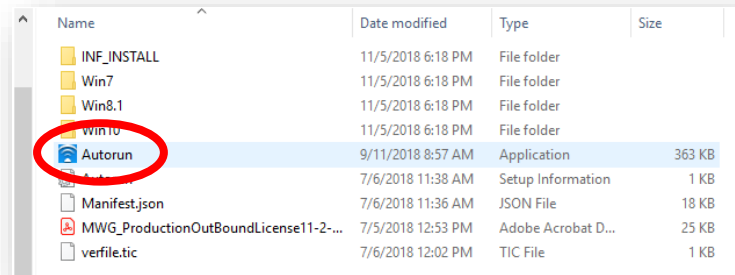 Name Date modified Type Size
INF_INSTALL 11/5/2018 6:18 PM File folder
Win7 11/5/2018 6:18 PM File folder
Win8.1 11/5/2018 6:18 PM File folder
Win10 11/5/2018 6:18 PM File folder
Autorun 9/11/2018 8:57 AM Application 363 KB
Autorun 7/6/2018 11:38 AM Setup Information 1 KB
Manifest.json 7/6/2018 11:36 AM JSON File 18 KB
MWG_ProductionOutBoundLicense11-2-... 7/5/2018 12:53 PM Adobe Acrobat D... 25 KB
verfile.tic 7/6/2018 12:02 PM TIC File 1 KB